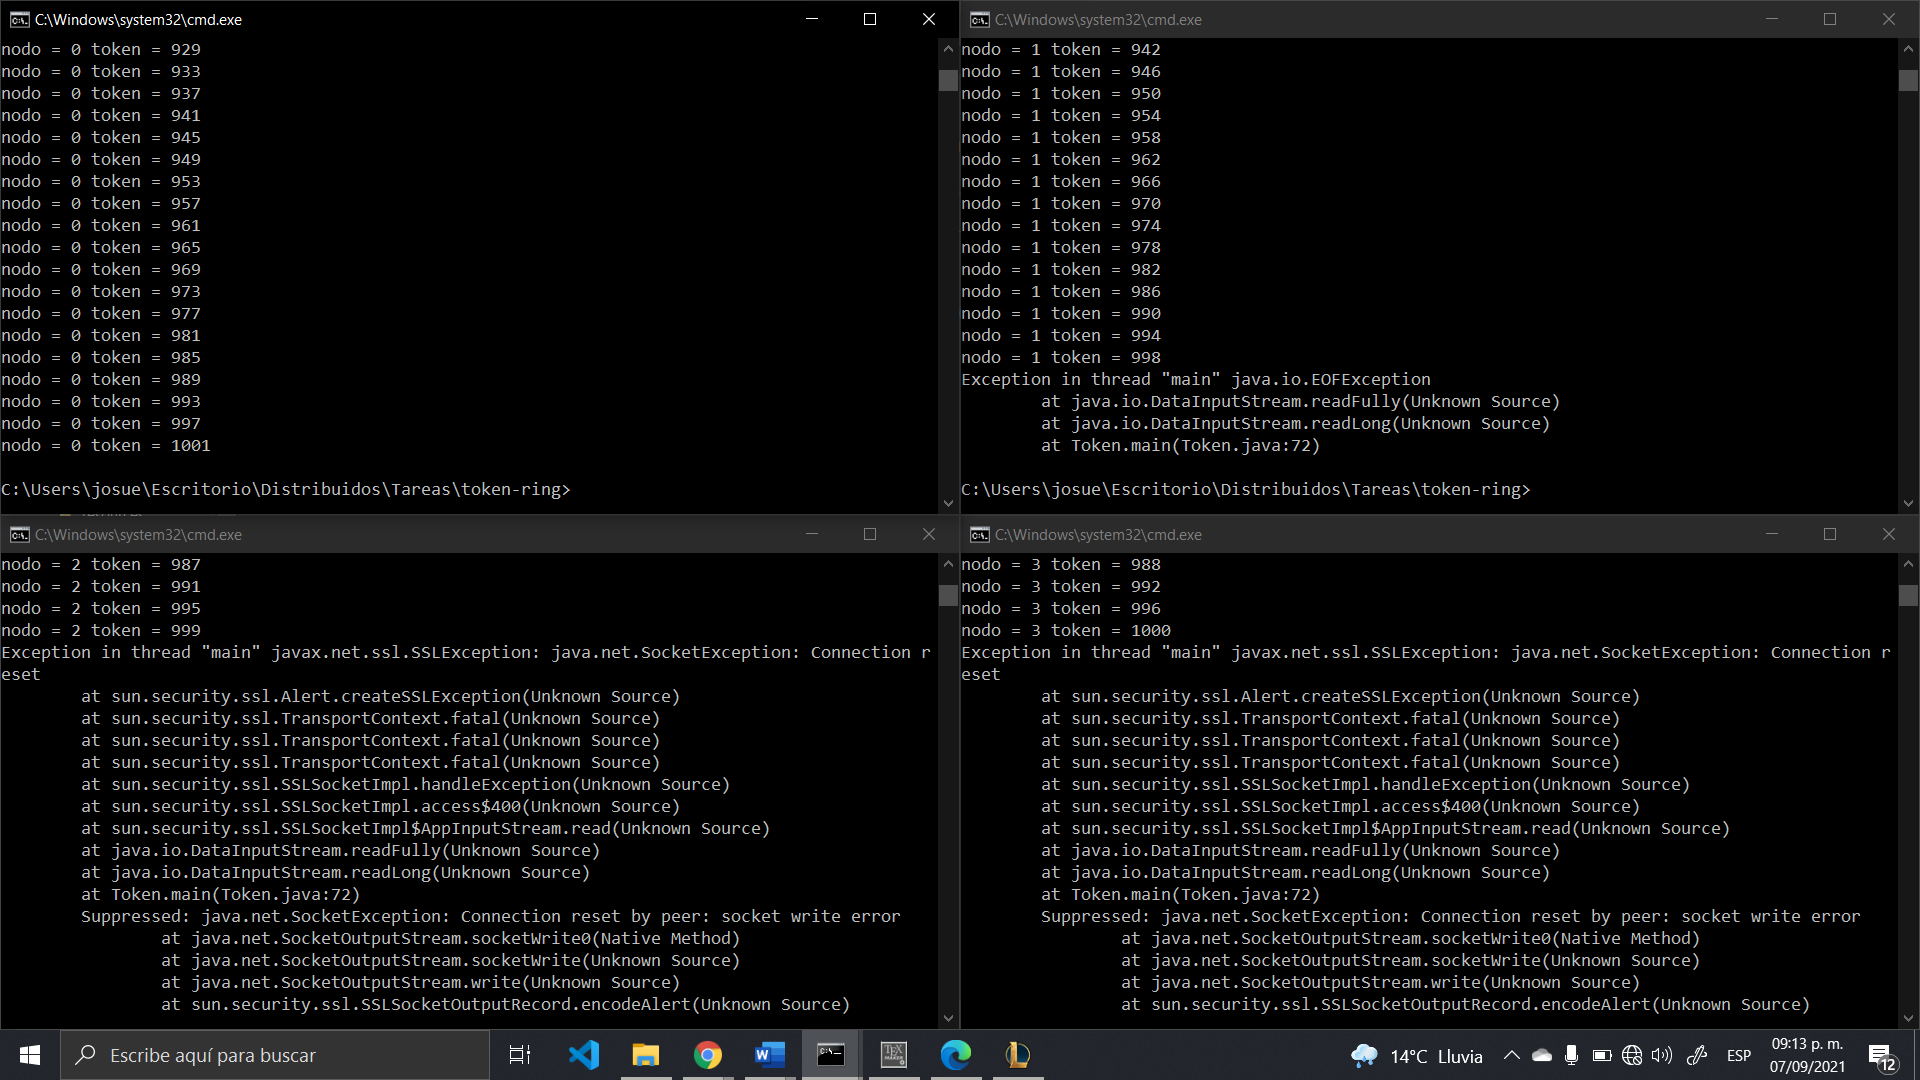 C:\Windows\system32\cmd.exe
nodo = 0 token = 929
nodo = 0 token = 933
nodo = 0 token = 937
nodo = 0 token = 941
nodo = 0 token = 945
nodo = 0 token = 949
nodo = 0 token = 953
nodo = 0 token = 957
nodo = 0 token = 961
nodo = 0 token = 965
nodo = 0 token = 969
nodo = 0 token = 973
nodo = 0 token = 977
nodo = 0 token = 981
nodo = 0 token = 985
nodo = 0 token = 989
nodo = 0 token = 993
nodo = 0 token = 997
nodo = 0 token = 1001
C:\Users\josue\Escritorio\Distribuidos\Tareas\token-ring>
C:\Windows\system32\cmd.exe
nodo = 1 token = 942
nodo = 1 token = 946
nodo = 1 token = 950
nodo = 1 token = 954
nodo = 1 token = 958
nodo = 1 token = 962
nodo = 1 token = 966
nodo = 1 token = 970
nodo = 1 token = 974
nodo = 1 token = 978
nodo = 1 token = 982
nodo = 1 token = 986
nodo = 1 token = 990
nodo = 1 token = 994
nodo = 1 token = 998
Exception in thread "main" java.io.EOFException
at java.io.DataInputStream.readFully(Unknown Source)
at java.io.DataInputStream.readLong(Unknown Source)
at Token.main(Token.java:72)
C:\Users\josue\Escritorio\Distribuidos\Tareas\token-ring>
C:\Windows\system32\cmd.exe
nodo = 2 token = 987
nodo = 2 token = 991
nodo = 2 token = 995
nodo = 2 token = 999
Exception in thread "main" javax.net.ssl.SSLException: java.net.SocketException: Connection r
eset
at sun.security.ssl.Alert.createSSLException(Unknown Source)
at sun.security.ssl.TransportContext.fatal(Unknown Source)
at sun.security.ssl.TransportContext.fatal(Unknown Source)
at sun.security.ssl.TransportContext.fatal(Unknown Source)
at sun.security.ssl.SSLSocketImpl.handleException(Unknown Source)
at sun.security.ssl.SSLSocketImpl.access$400(Unknown Source)
at sun.security.ssl.SSLSocketImpl$AppInputStream.read(Unknown Source)
at java.io.DataInputStream.readFully(Unknown Source)
at java.io.DataInputStream.readLong(Unknown Source)
at Token.main(Token.java:72)
Suppressed: java.net.SocketException: Connection reset by peer: socket write error
at java.net.SocketOutputStream.socketWrite0(Native Method)
at java.net.SocketOutputStream.socketWrite(Unknown Source)
at java.net.SocketOutputStream.write(Unknown Source)
at sun.security.ssl.SSLSocketOutputRecord.encodeAlert(Unknown Source)
C:\Windows\system32\cmd.exe
nodo = 3 token = 988
nodo = 3 token = 992
nodo = 3 token = 996
nodo = 3 token = 1000
Exception in thread "main" javax.net.ssl.SSLException: java.net.SocketException: Connection r
eset
at sun.security.ssl.Alert.createSSLException(Unknown Source)
at sun.security.ssl.TransportContext.fatal(Unknown Source)
at sun.security.ssl.TransportContext.fatal(Unknown Source)
at sun.security.ssl.TransportContext.fatal(Unknown Source)
at sun.security.ssl.SSLSocketImpl.handleException(Unknown Source)
at sun.security.ssl.SSLSocketImpl.access$400(Unknown Source)
at sun.security.ssl.SSLSocketImpl$AppInputStream.read(Unknown Source)
at java.io.DataInputStream.readFully(Unknown Source)
at java.io.DataInputStream.readLong(Unknown Source)
at Token.main(Token.java:72)
Suppressed: java.net.SocketException: Connection reset by peer: socket write error
at java.net.SocketOutputStream.socketWrite0(Native Method)
at java.net.SocketOutputStream.socketWrite(Unknown Source)
at java.net.SocketOutputStream.write(Unknown Source)
at sun.security.ssl.SSLSocketOutputRecord.encodeAlert(Unknown Source)
Escribe aquí para buscar
14°C Lluvia
ESP
09:13 p. m.
07/09/2021
12